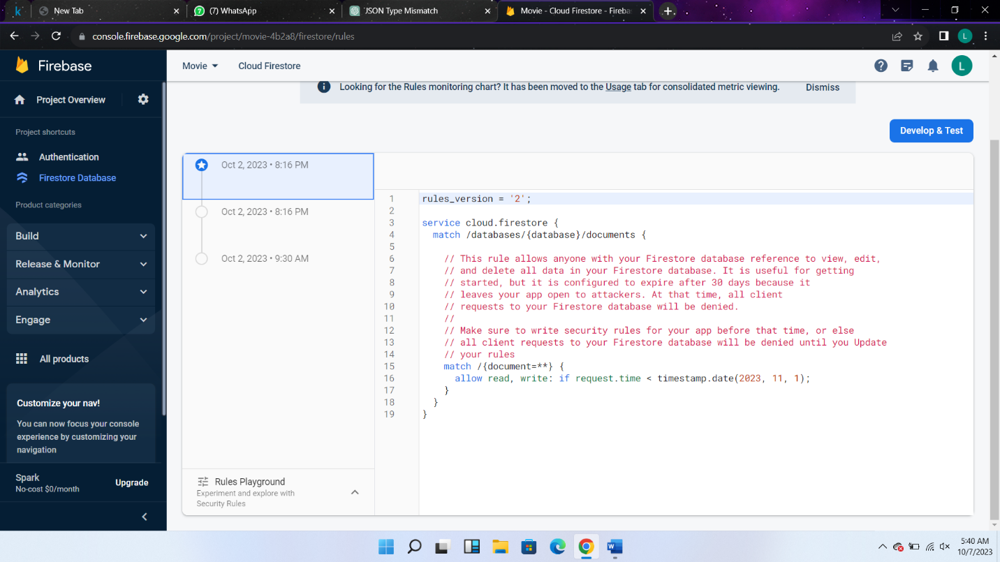 New Tab
(7) WhatsApp
JSON Type Mismatch
Movie - Cloud Firestore - Fireba
console.firebase.google.com/project/movie-4b2a8/firestore/rules
L
Firebase
Movie
Cloud Firestore
L
Looking for the Rules monitoring chart? It has been moved to the Usage tab for consolidated metric viewing.
Dismiss
Project Overview
Project shortcuts
Authentication
Firestore Database
Product categories
Build
Release & Monitor
Analytics
Engage
All products
Customize your nav!
You can now focus your console
experience by customizing your
navigation
Spark
No-cost $0/month
Upgrade
Develop & Test
Oct 2, 2023 • 8:16 PM
Oct 2, 2023 • 8:16 PM
Oct 2, 2023 • 9:30 AM
Rules Playground
Experiment and explore with
Security Rules
1 rules_version = '2';
2
3 service cloud.firestore {
4 match /databases/{database}/documents {
5
6 // This rule allows anyone with your Firestore database reference to view, edit,
7 // and delete all data in your Firestore database. It is useful for getting
8 // started, but it is configured to expire after 30 days because it
9 // leaves your app open to attackers. At that time, all client
10 // requests to your Firestore database will be denied.
11 //
12 // Make sure to write security rules for your app before that time, or else
13 // all client requests to your Firestore database will be denied until you Update
14 // your rules
15 match /{document=**} {
16 allow read, write: if request.time < timestamp.date(2023, 11, 1);
17 }
18 }
19 }
5:40 AM
10/7/2023